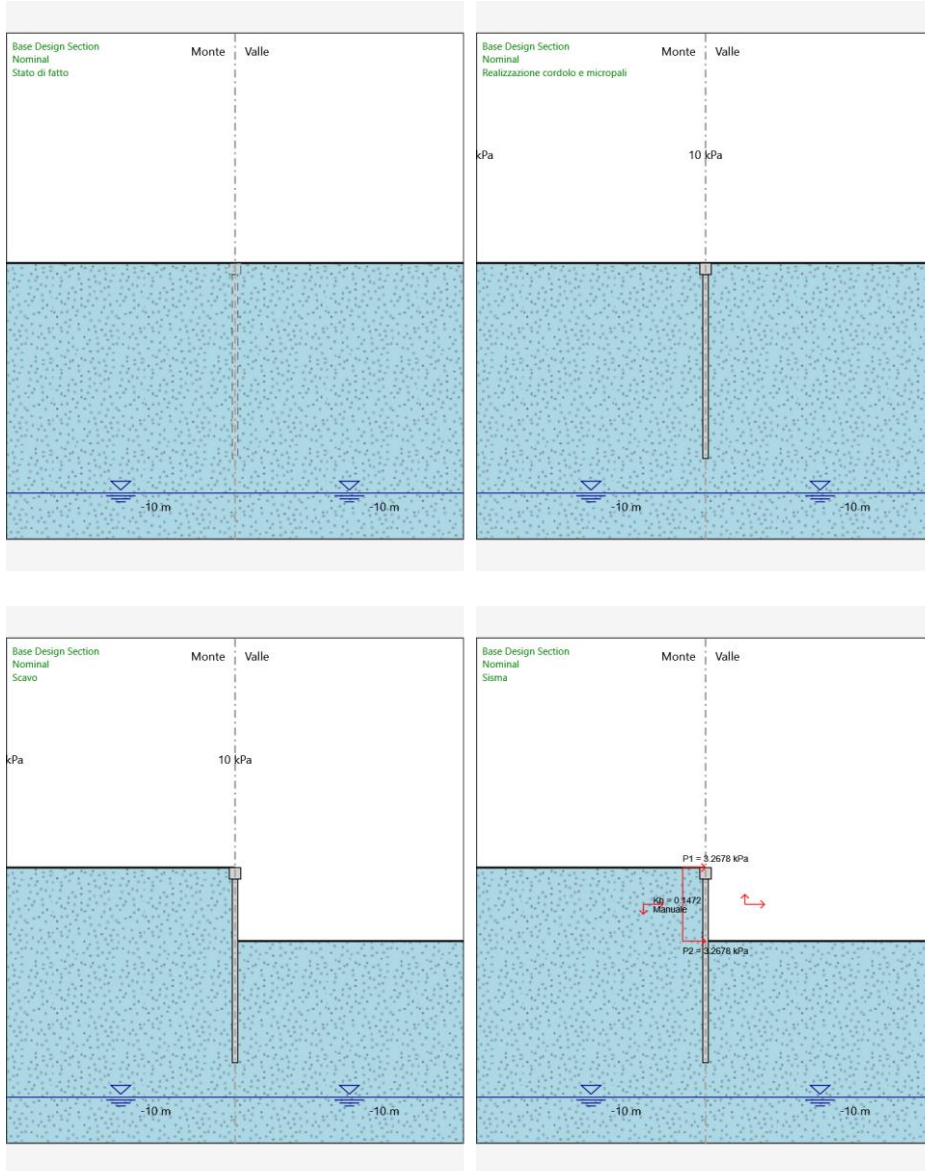 Base Design Section
Nominal
Stato di fatto
Monte Valle
-10 m
-10 m
Base Design Section
Nominal
Realizzazione cordolo e micropali
Monte Valle
kPa
10 kPa
-10 m
-10 m
Base Design Section
Nominal
Scavo
Monte Valle
kPa
10 kPa
-10 m
-10 m
Base Design Section
Nominal
Sisma
Monte Valle
P1 = 3.2678 kPa
Kh = 0.1472
Manuale
P2 = 3.2678 kPa
-10 m
-10 m